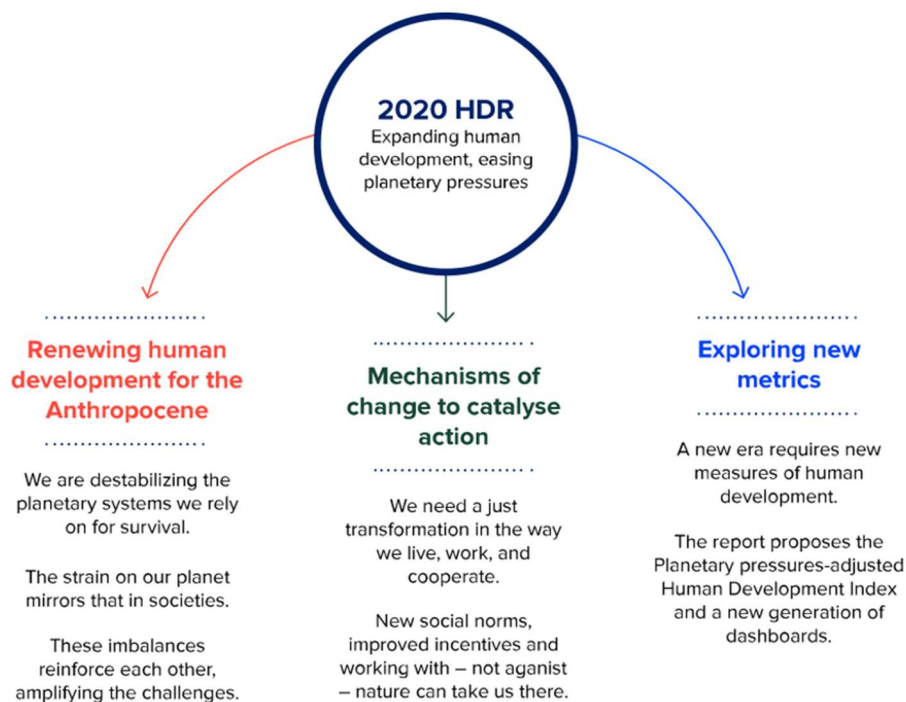 2020 HDR
Expanding human
development, easing
planetary pressures
Renewing human
development for the
Anthropocene
We are destabilizing the
planetary systems we rely
on for survival.
The strain on our planet
mirrors that in societies.
These imbalances
reinforce each other,
amplifying the challenges.
Mechanisms of
change to catalyse
action
We need a just
transformation in the way
we live, work, and
cooperate.
New social norms,
improved incentives and
working with – not aganist
– nature can take us there.
Exploring new
metrics
A new era requires new
measures of human
development.
The report proposes the
Planetary pressures-adjusted
Human Development Index
and a new generation of
dashboards.